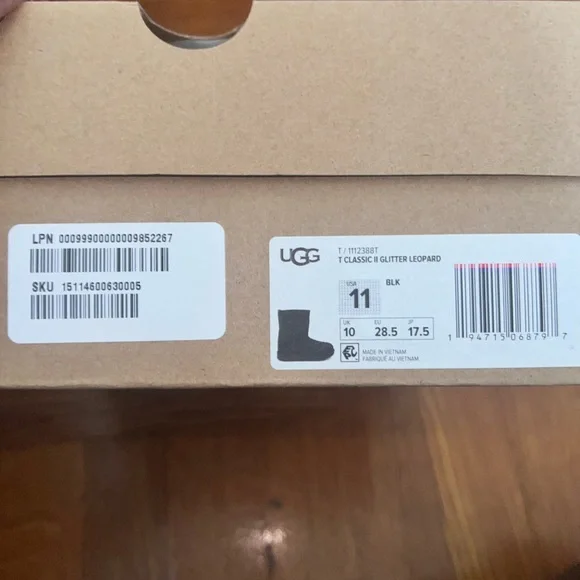 LPN 00099900000009852267
SKU 15114600630005
UGG
T / 1112388T
T CLASSIC II GLITTER LEOPARD
USA
11
BLK
UK
10
EU
28.5
JP
17.5
MADE IN VIETNAM
FABRIQUÉ AU VIETNAM
1 94715 06879 7